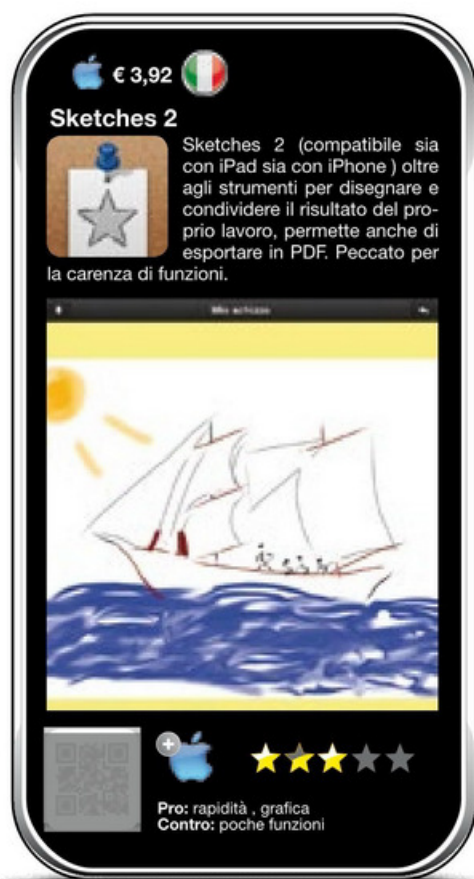 € 3,92
Sketches 2
Sketches 2 (compatibile sia
con iPad sia con iPhone ) oltre
agli strumenti per disegnare e
condividere il risultato del pro-
prio lavoro, permette anche di
esportare in PDF. Peccato per
la carenza di funzioni.
Mio schizzo
Pro: rapidità , grafica
Contro: poche funzioni